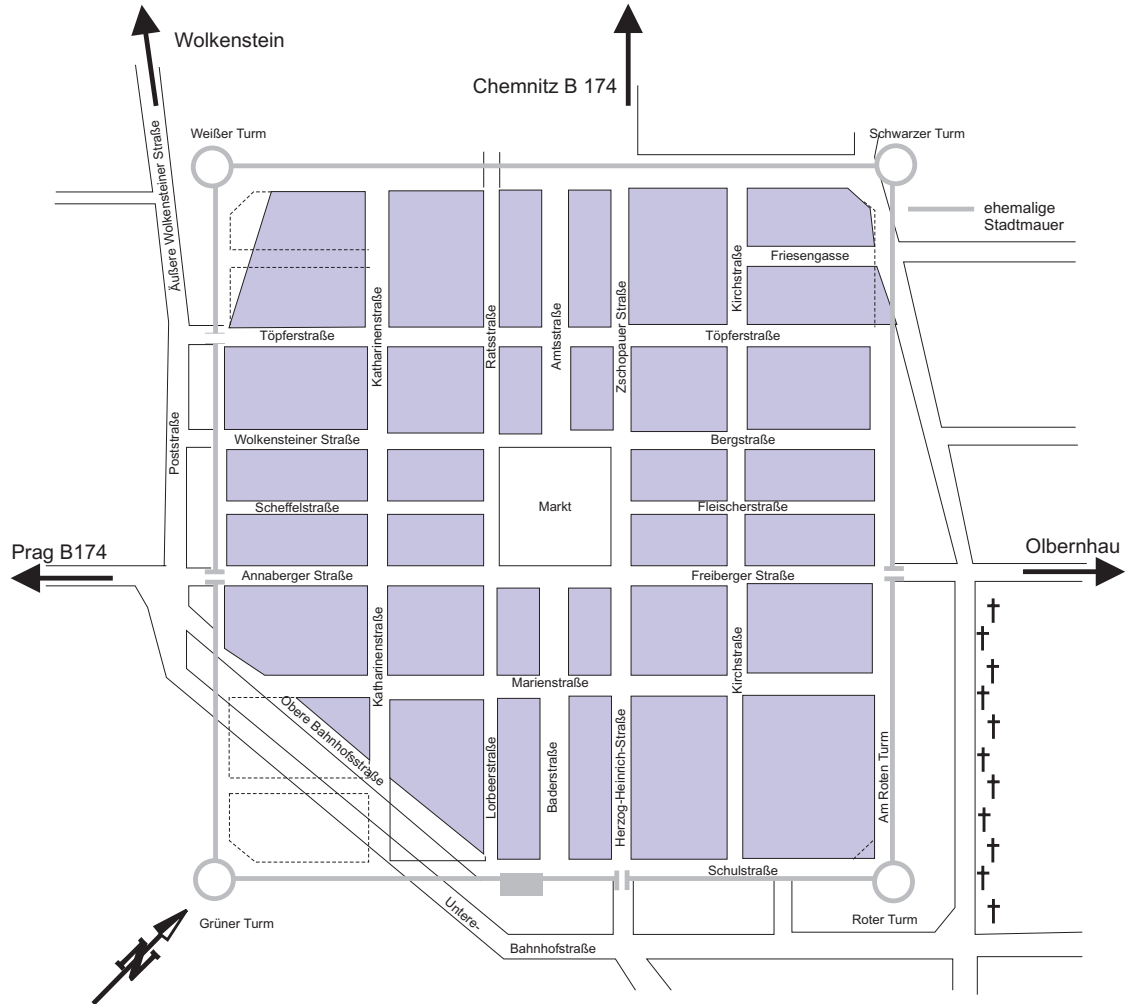 Wolkenstein
Chemnitz B 174
Weißer Turm
Schwarzer Turm
Äußere Wolkensteiner Straße
ehemalige
Stadtmauer
Kirchstraße
Friesengasse
Töpferstraße
Katharinenstraße
Ratsstraße
Amtsstraße
Zschopauer Straße
Töpferstraße
Poststraße
Wolkensteiner Straße
Bergstraße
Scheffelstraße
Markt
Fleischerstraße
Prag B174
Olbernhau
Annaberger Straße
Freiberger Straße
Katharinenstraße
Kirchstraße
Marienstraße
Obere Bahnhofsstraße
Lorbeerstraße
Baderstraße
Herzog-Heinrich-Straße
Am Roten Turm
Schulstraße
Grüner Turm
Untere-
Roter Turm
Bahnhofstraße
N